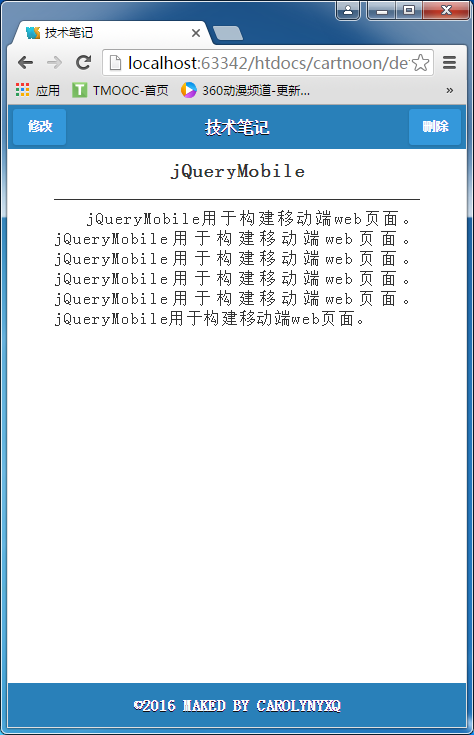 技术笔记
localhost:63342/htdocs/cartnoon/de
应用 TMOOC-首页 360动漫频道-更新... »
修改 技术笔记 删除
jQueryMobile
jQueryMobile用于构建移动端web页面。
jQueryMobile用于构建移动端web页面。
jQueryMobile用于构建移动端web页面。
jQueryMobile用于构建移动端web页面。
jQueryMobile用于构建移动端web页面。
jQueryMobile用于构建移动端web页面。
©2016 MAKED BY CAROLYNYXQ